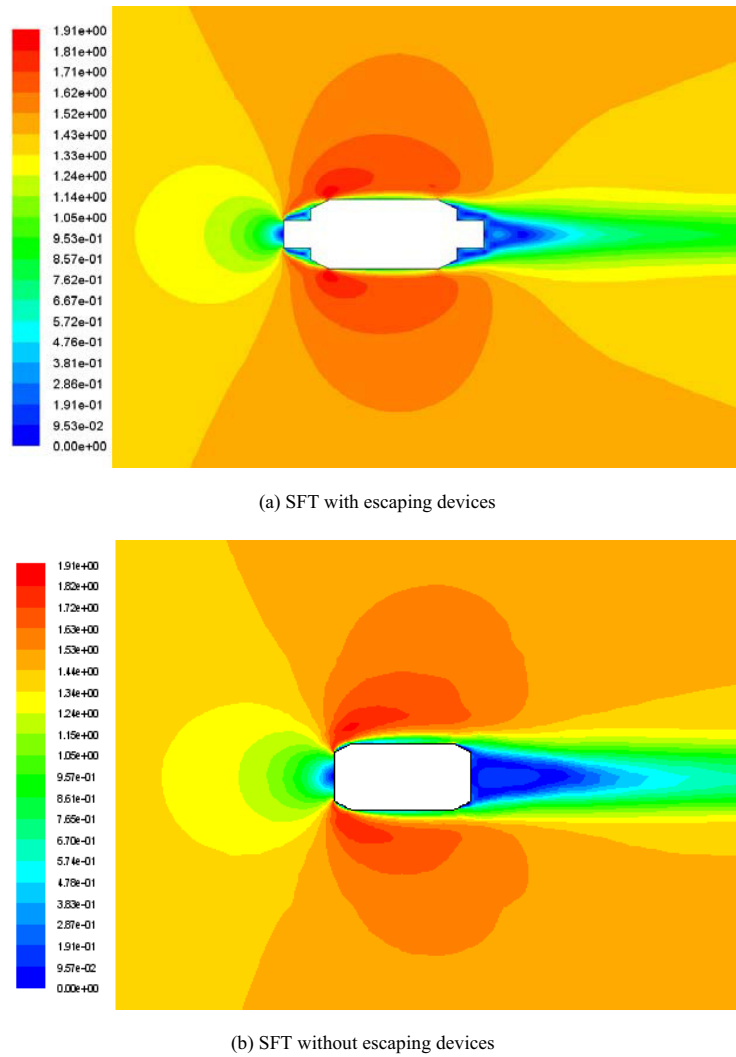 1.91e+00
1.81e+00
1.71e+00
1.62e+00
1.52e+00
1.43e+00
1.33e+00
1.24e+00
1.14e+00
1.05e+00
9.53e-01
8.57e-01
7.62e-01
6.67e-01
5.72e-01
4.76e-01
3.81e-01
2.86e-01
1.91e-01
9.53e-02
0.00e+00
(a) SFT with escaping devices
1.91e+00
1.82e+00
1.72e+00
1.63e+00
1.53e+00
1.44e+00
1.34e+00
1.24e+00
1.05e+00
9.57e-01
8.61e-01
7.65e-01
6.70e-01
5.74e-01
4.78e-01
3.83e-01
2.87e-01
1.91e-01
9.57e-02
0.00e+00
(b) SFT without escaping devices